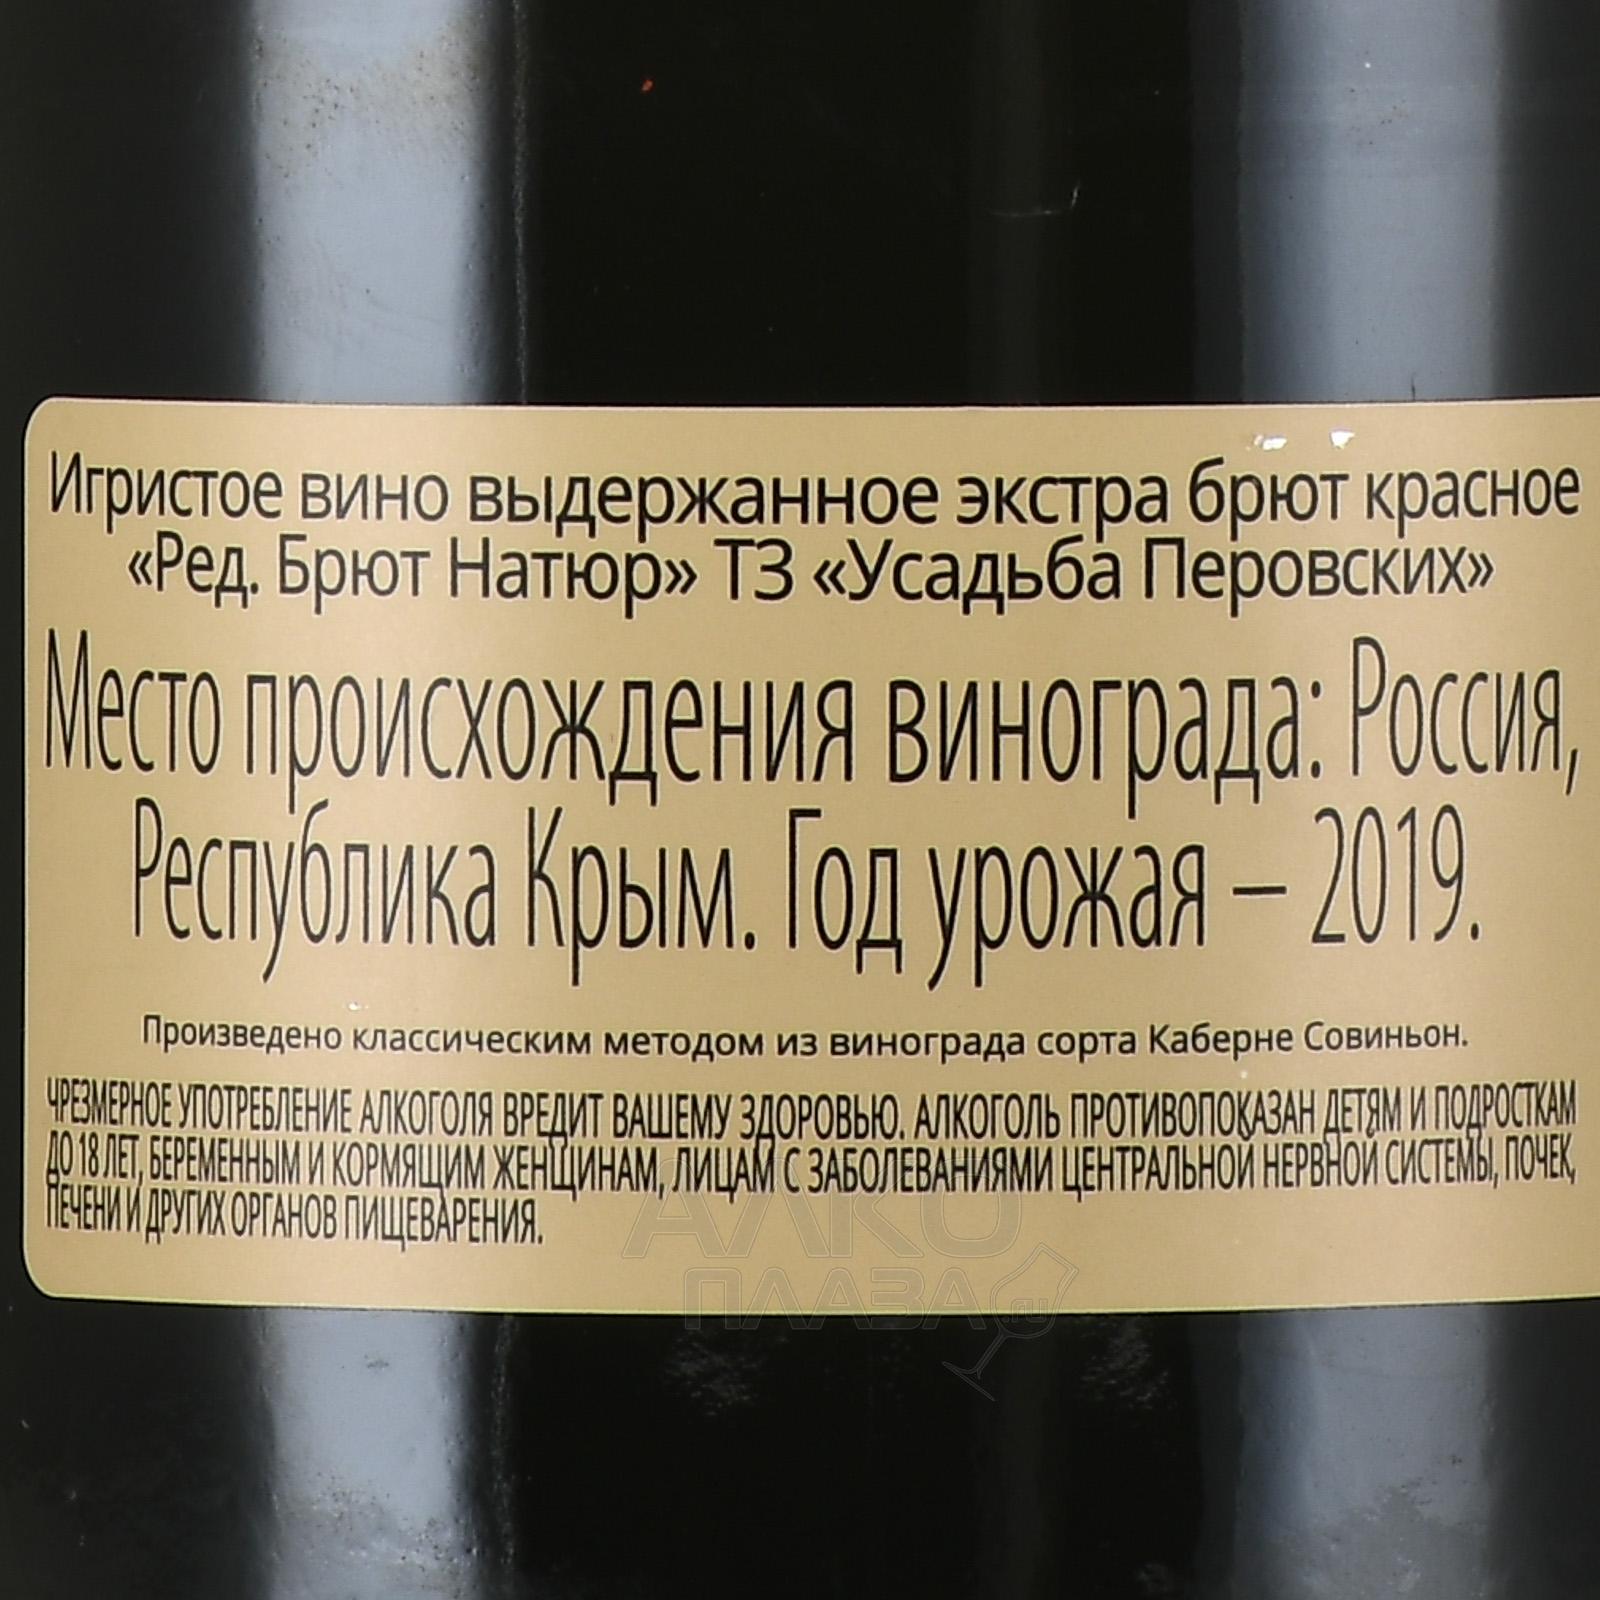 Игристое вино выдержанное экстра брют красное
«Ред. Брют Натюр» ТЗ «Усадьба Перовских»
Место происхождения винограда: Россия,
Республика Крым. Год урожая – 2019.
Произведено классическим методом из винограда сорта Каберне Совиньон.
ЧРЕЗМЕРНОЕ УПОТРЕБЛЕНИЕ АЛКОГОЛЯ ВРЕДИТ ВАШЕМУ ЗДОРОВЬЮ. АЛКОГОЛЬ ПРОТИВОПОКАЗАН ДЕТЯМ И ПОДРОСТКАМ
ДО 18 ЛЕТ, БЕРЕМЕННЫМ И КОРМЯЩИМ ЖЕНЩИНАМ, ЛИЦАМ С ЗАБОЛЕВАНИЯМИ ЦЕНТРАЛЬНОЙ НЕРВНОЙ СИСТЕМЫ, ПОЧЕК,
ПЕЧЕНИ И ДРУГИХ ОРГАНОВ ПИЩЕВАРЕНИЯ.
АЛКО
ПЛАЗА.ru